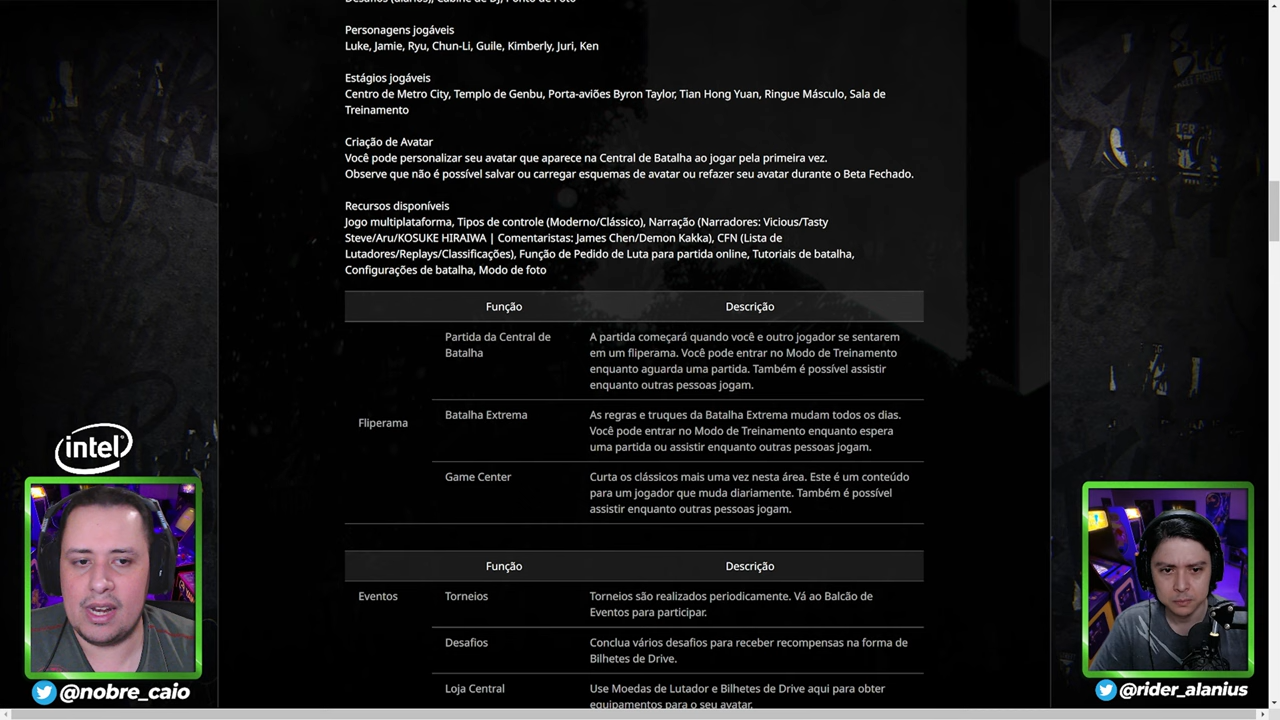 Personagens jogáveis
Luke, Jamie, Ryu, Chun-Li, Guile, Kimberly, Juri, Ken
Estágios jogáveis
Centro de Metro City, Templo de Genbu, Porta-aviões Byron Taylor, Tian Hong Yuan, Ringue Másculo, Sala de
Treinamento
Criação de Avatar
Você pode personalizar seu avatar que aparece na Central de Batalha ao jogar pela primeira vez.
Observe que não é possível salvar ou carregar esquemas de avatar ou refazer seu avatar durante o Beta Fechado.
Recursos disponíveis
Jogo multiplataforma, Tipos de controle (Moderno/Clássico), Narração (Narradores: Vicious/Tasty
Steve/Aru/KOSUKE HIRAIWA | Comentaristas: James Chen/Demon Kakka), CFN (Lista de
Lutadores/Replays/Classificações), Função de Pedido de Luta para partida online, Tutoriais de batalha,
Configurações de batalha, Modo de foto
Função Descrição
Fliperama
Partida da Central de
Batalha
A partida começará quando você e outro jogador se sentarem
em um fliperama. Você pode entrar no Modo de Treinamento
enquanto aguarda uma partida. Também é possível assistir
enquanto outras pessoas jogam.
Batalha Extrema
As regras e truques da Batalha Extrema mudam todos os dias.
Você pode entrar no Modo de Treinamento enquanto espera
uma partida ou assistir enquanto outras pessoas jogam.
Game Center
Curta os clássicos mais uma vez nesta área. Este é um conteúdo
para um jogador que muda diariamente. Também é possível
assistir enquanto outras pessoas jogam.
Função Descrição
Eventos
Torneios
Torneios são realizados periodicamente. Vá ao Balcão de
Eventos para participar.
Desafios
Conclua vários desafios para receber recompensas na forma de
Bilhetes de Drive.
Loja Central
Use Moedas de Lutador e Bilhetes de Drive aqui para obter
equipamentos para o seu avatar.
intel
@nobre_caio
@rider_alanius